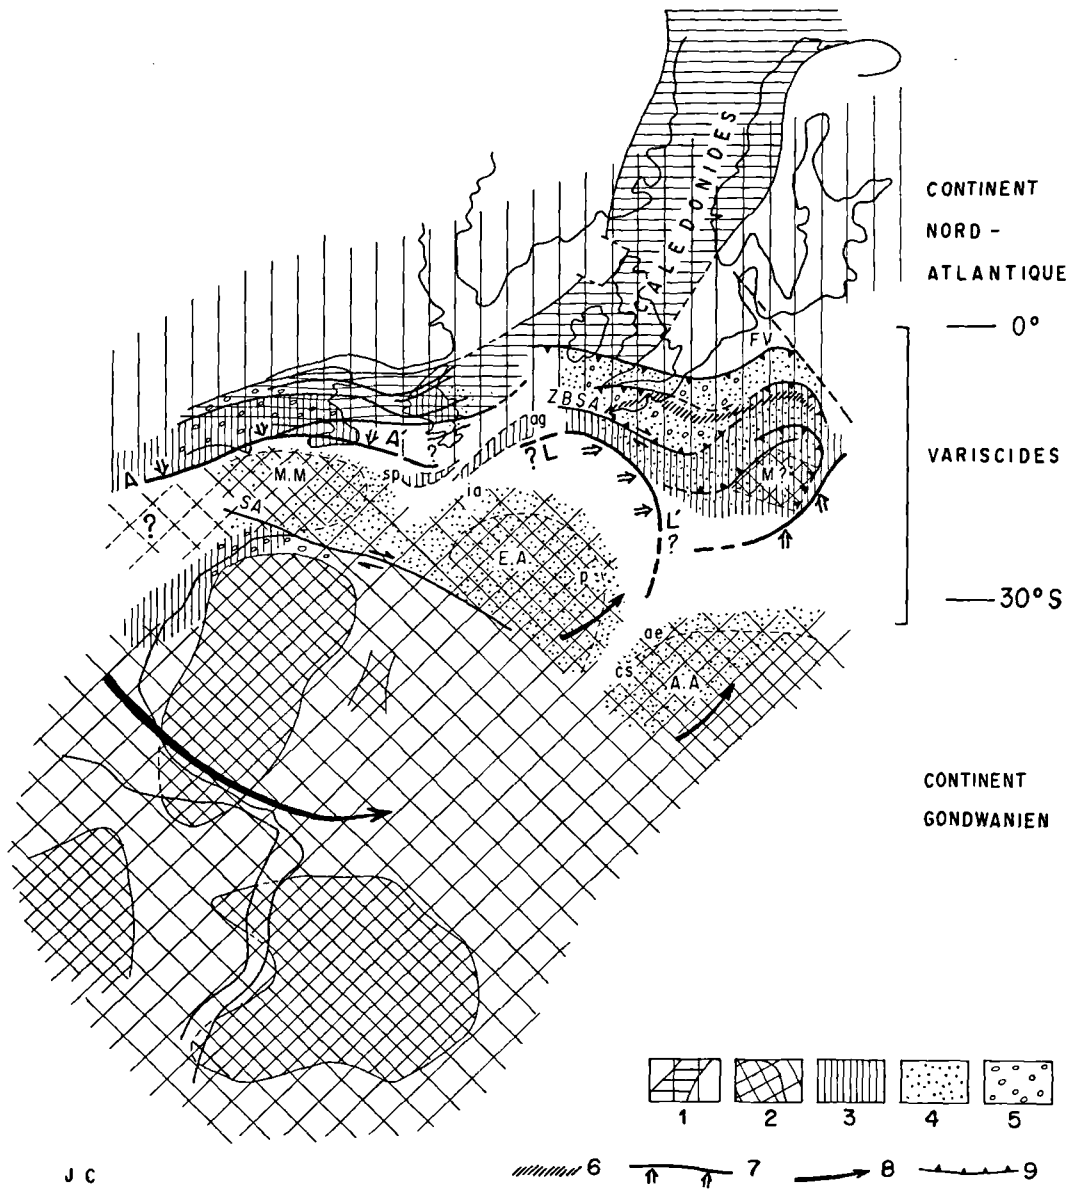 CALEDONIDES
CONTINENT
NORD -
ATLANTIQUE
0°
FV
ZBSA
ag
A
A'
?
? L
VARISCIDES
M.M
sp
M ?
SA
ia
?
L'
?
E.A.
p
30°S
ae
cs
A.A.
CONTINENT
GONDWANIEN
1 2 3 4 5
6 7 8 9
J C